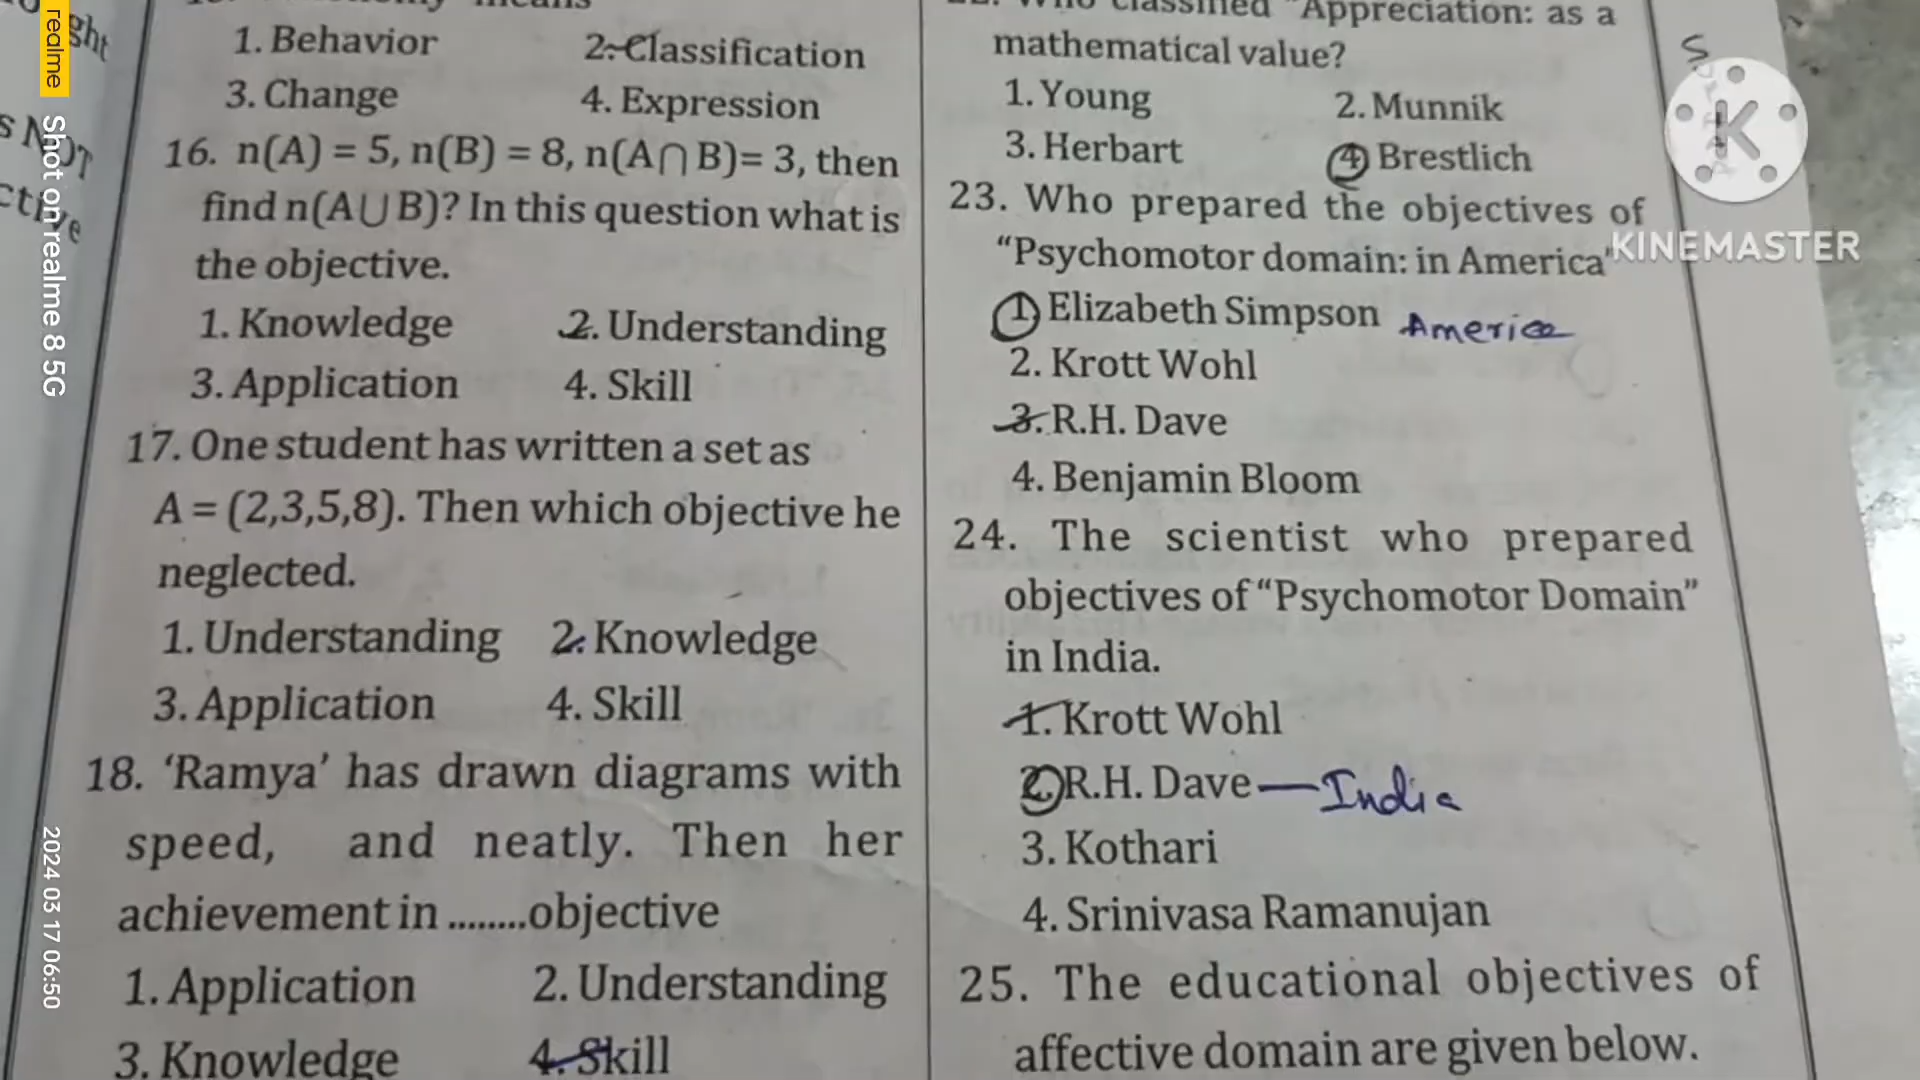 means
1. Behavior 2. Classification
3. Change 4. Expression
16. n(A) = 5, n(B) = 8, n(A∩B)= 3, then
find n(A∪B)? In this question what is
the objective.
1. Knowledge 2. Understanding
3. Application 4. Skill
17. One student has written a set as
A = (2,3,5,8). Then which objective he
neglected.
1. Understanding 2. Knowledge
3. Application 4. Skill
18. ‘Ramya’ has drawn diagrams with
speed, and neatly. Then her
achievement in ........objective
1. Application 2. Understanding
3. Knowledge 4. Skill
22. Who classified “Appreciation: as a
mathematical value?
1. Young 2. Munnik
3. Herbart 4 Brestlich
23. Who prepared the objectives of
“Psychomotor domain: in America”
1 Elizabeth Simpson America
2. Krott Wohl
3. R.H. Dave
4. Benjamin Bloom
24. The scientist who prepared
objectives of “Psychomotor Domain”
in India.
1. Krott Wohl
2. R.H. Dave — India
3. Kothari
4. Srinivasa Ramanujan
25. The educational objectives of
affective domain are given below.
ght
s NOT
ctive
realme
Shot on realme 8 5G
2024 03 17 06:50
K
KINEMASTER